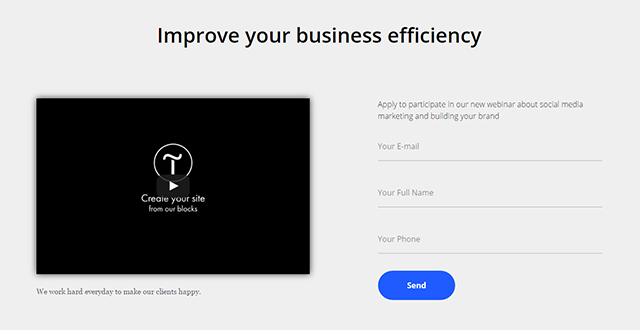 Improve your business efficiency
Create your site
from our blocks
We work hard everyday to make our clients happy.
Apply to participate in our new webinar about social media
marketing and building your brand
Your E-mail
Your Full Name
Your Phone
Send